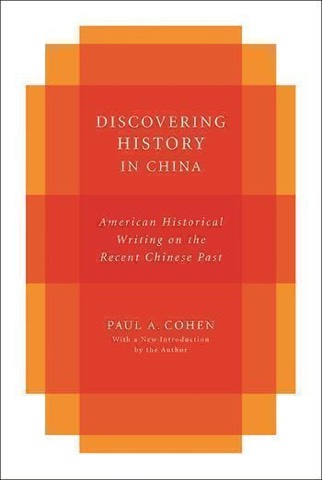 DISCOVERING
HISTORY
IN CHINA
American Historical
Writing on the
Recent Chinese Past
PAUL A. COHEN
With a New Introduction
by the Author